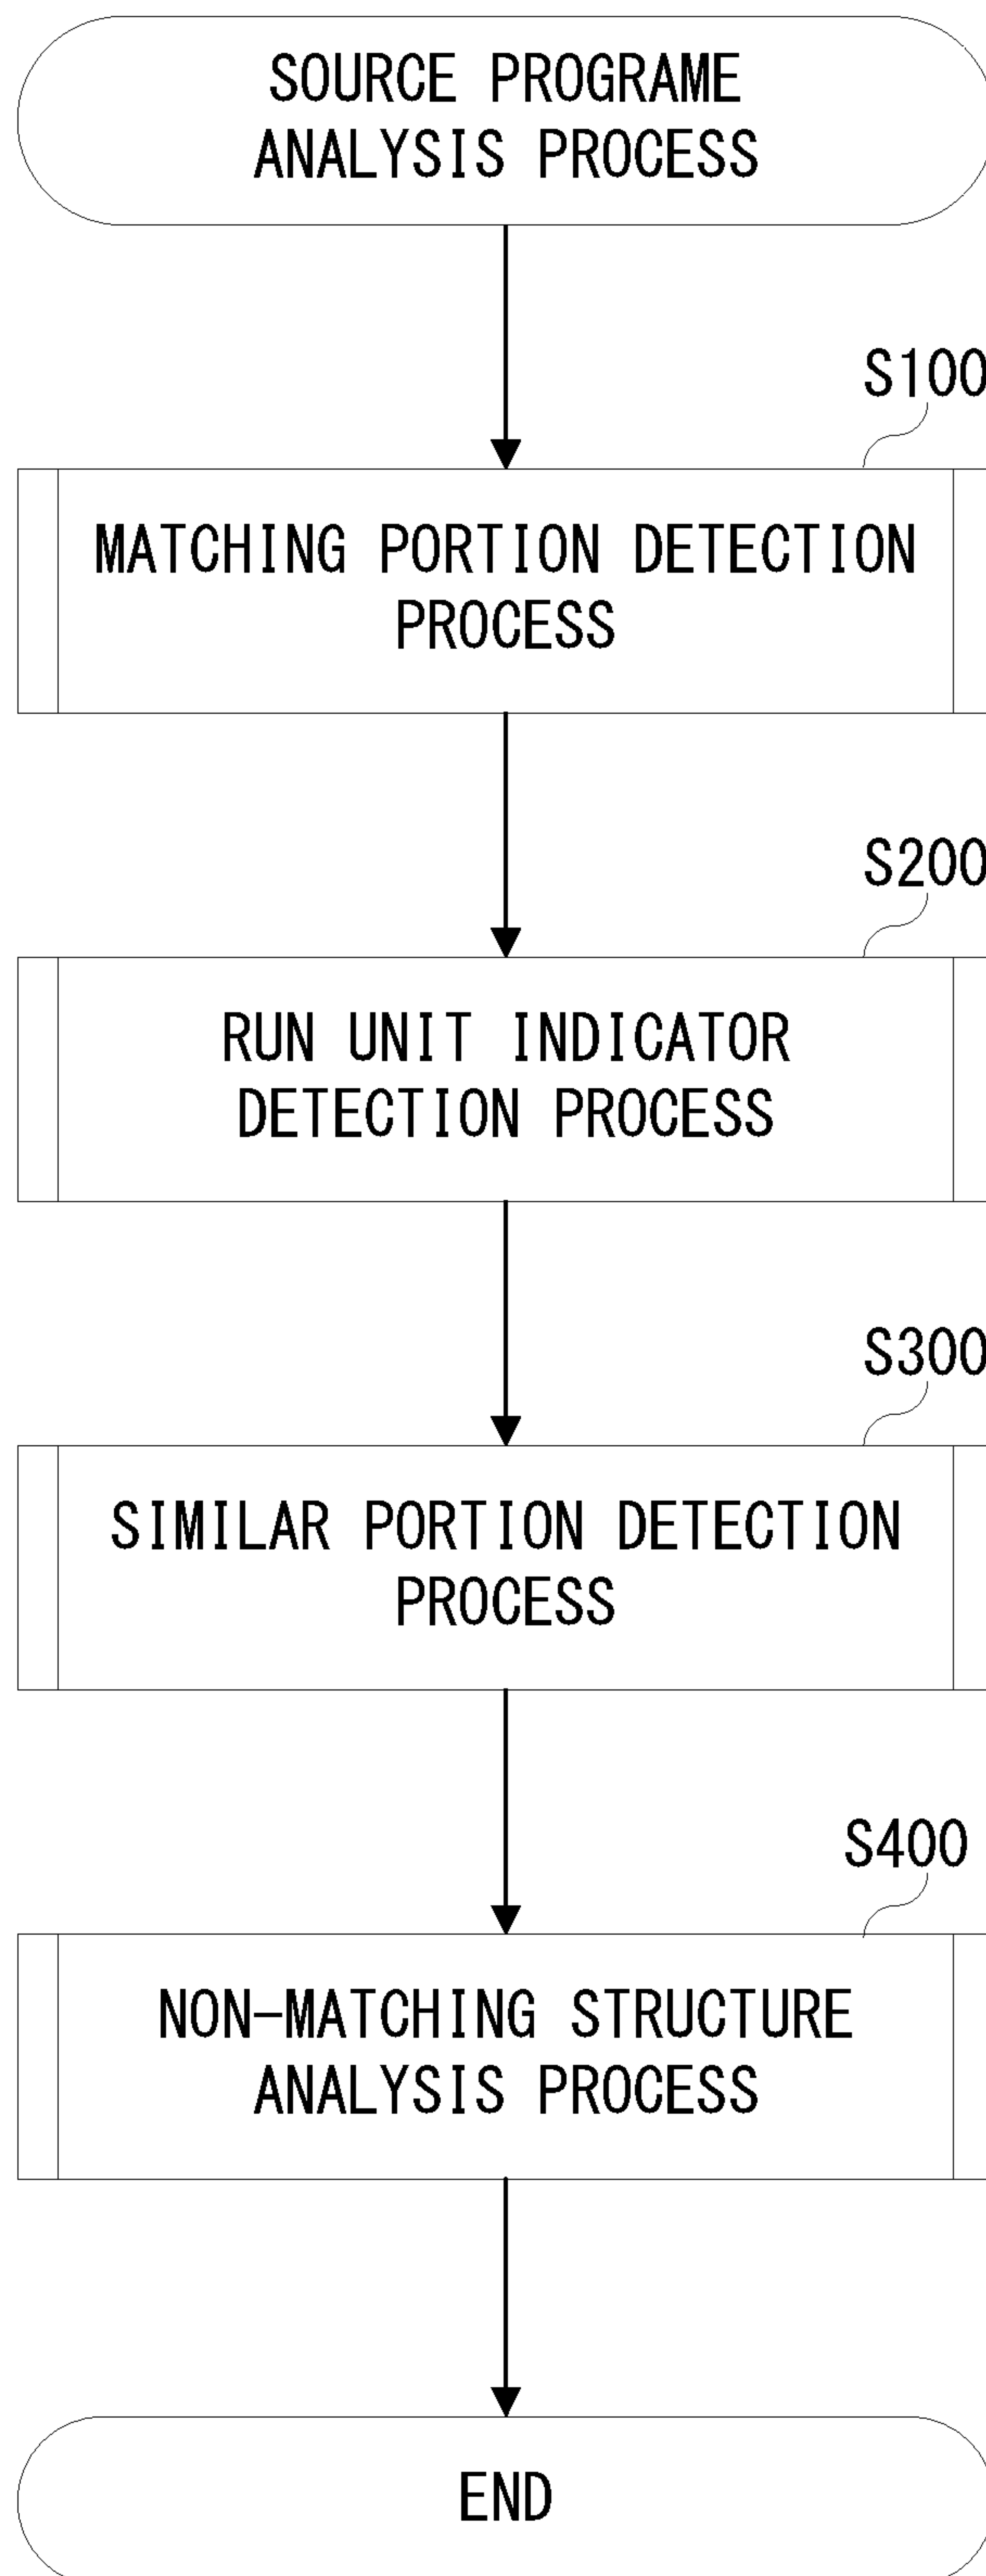 SOURCE PROGRAME
ANALYSIS PROCESS
S100
MATCHING PORTION DETECTION
PROCESS
S200
RUN UNIT INDICATOR
DETECTION PROCESS
S300
SIMILAR PORTION DETECTION
PROCESS
S400
NON-MATCHING STRUCTURE
ANALYSIS PROCESS
END